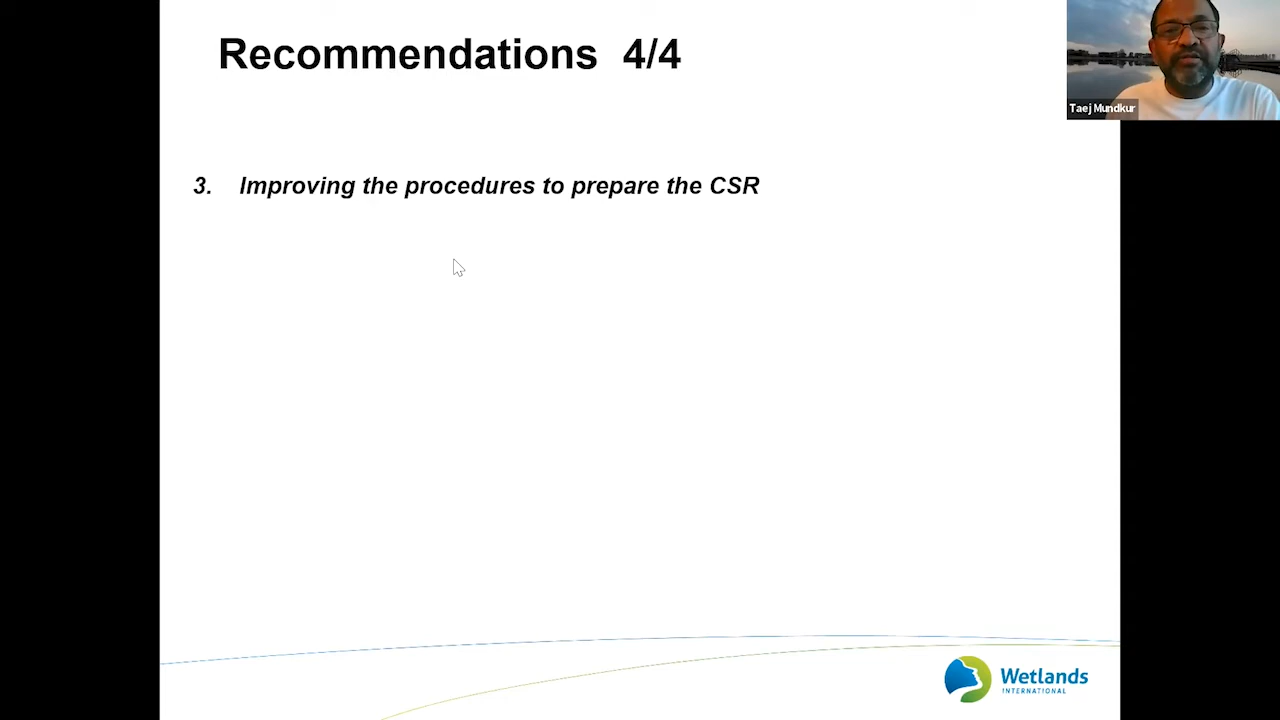 Recommendations 4/4
Taej Mundkur
3. Improving the procedures to prepare the CSR
Wetlands
INTERNATIONAL